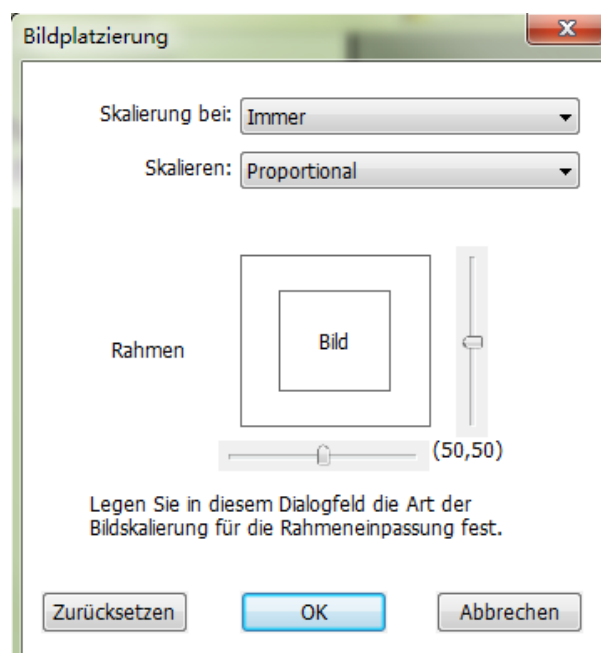 Bildplatzierung
Skalierung bei: Immer
Skalieren: Proportional
Rahmen
Bild
(50,50)
Legen Sie in diesem Dialogfeld die Art der
Bildskalierung für die Rahmeneinpassung fest.
Zurücksetzen OK Abbrechen